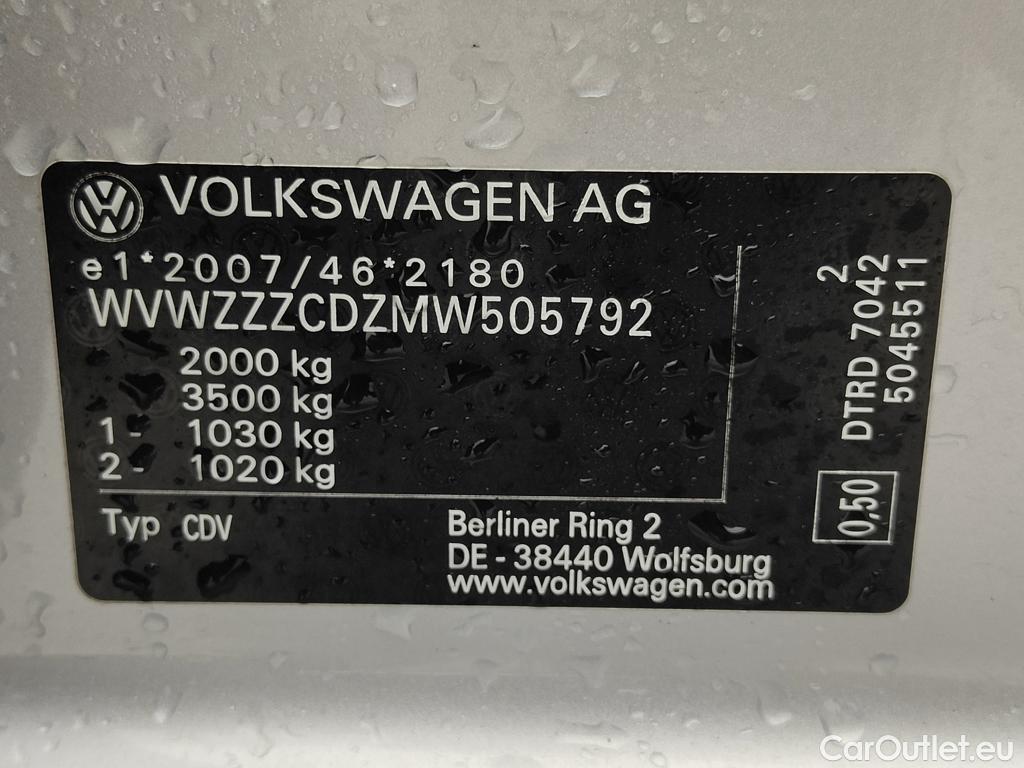 VOLKSWAGEN AG
e1*2007/46*2180
WVWZZZCDZMW505792
2000 kg
3500 kg
1- 1030 kg
2- 1020 kg
Typ CDV
Berliner Ring 2
DE - 38440 Wolfsburg
www.volkswagen.com
2
DTRD 7042
5045511
0,50
CarOutlet.eu